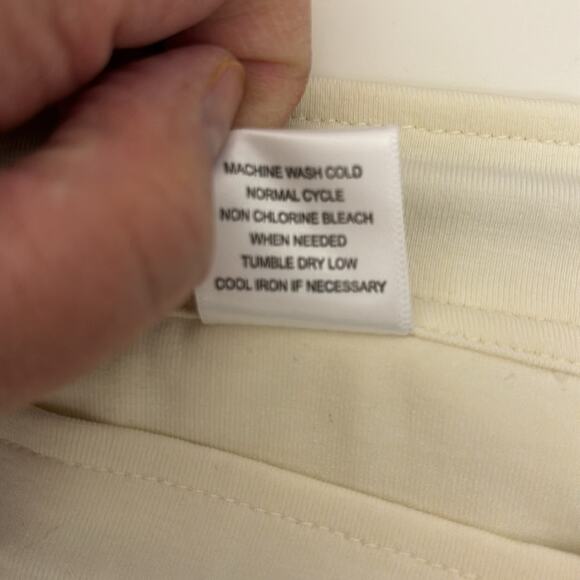 MACHINE WASH COLD
NORMAL CYCLE
NON CHLORINE BLEACH
WHEN NEEDED
TUMBLE DRY LOW
COOL IRON IF NECESSARY